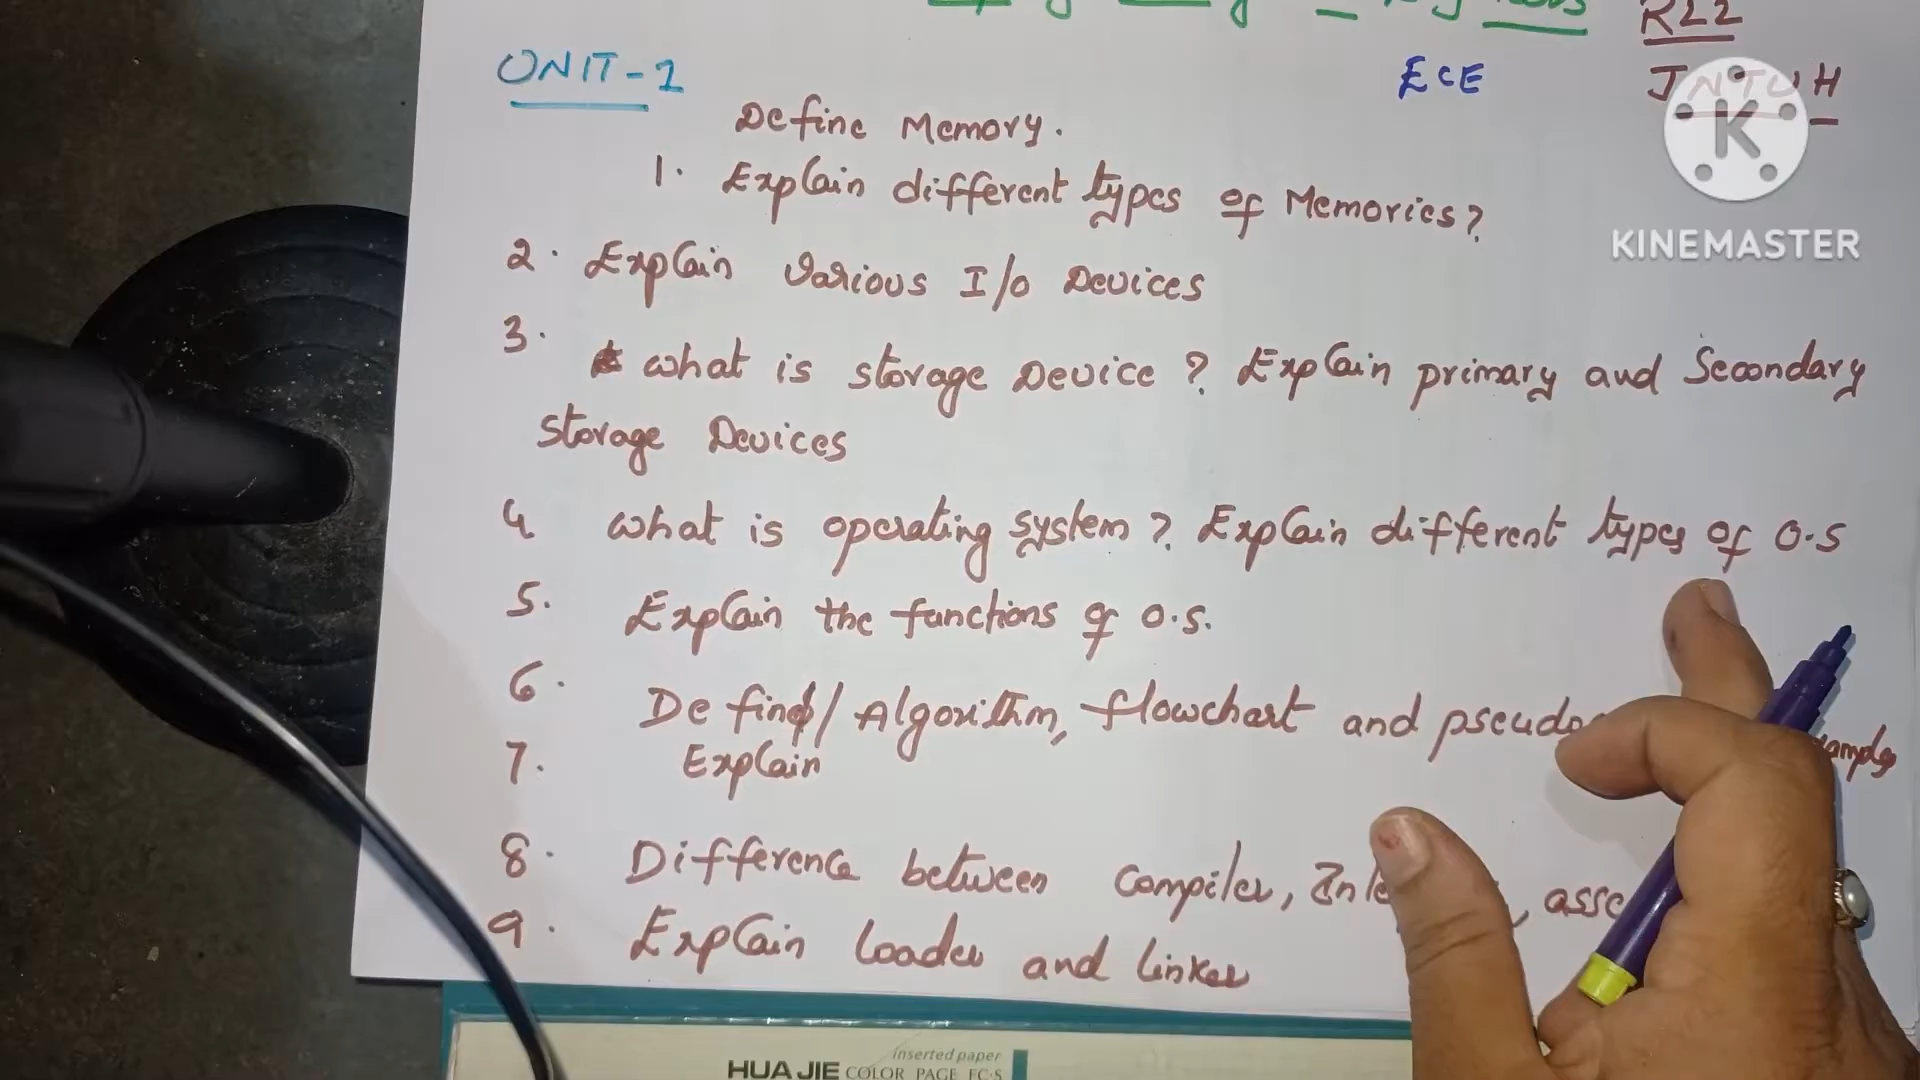 R22
UNIT-1
ECE
JNTUH
Define Memory.
1. Explain different types of Memories?
KINEMASTER
2. Explain various I/O Devices
3. What is storage Device? Explain primary and Secondary
storage Devices
4 What is operating system? Explain different types of O.S
5. Explain the functions of O.S.
6. Define/ Algorithm, flowchart and
7. Explain
8. Difference between Compiler,
9. Explain loader and linker
inserted paper
HUA JIE COLOR PAGE FC-S